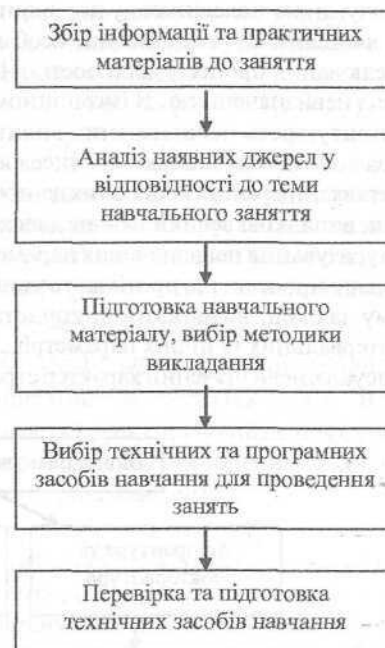 Збір інформації та практичних
матеріалів до заняття
Аналіз наявних джерел у
відповідності до теми
навчального заняття
Підготовка навчального
матеріалу, вибір методики
викладання
Вибір технічних та програмних
засобів навчання для проведення
занять
Перевірка та підготовка
технічних засобів навчання